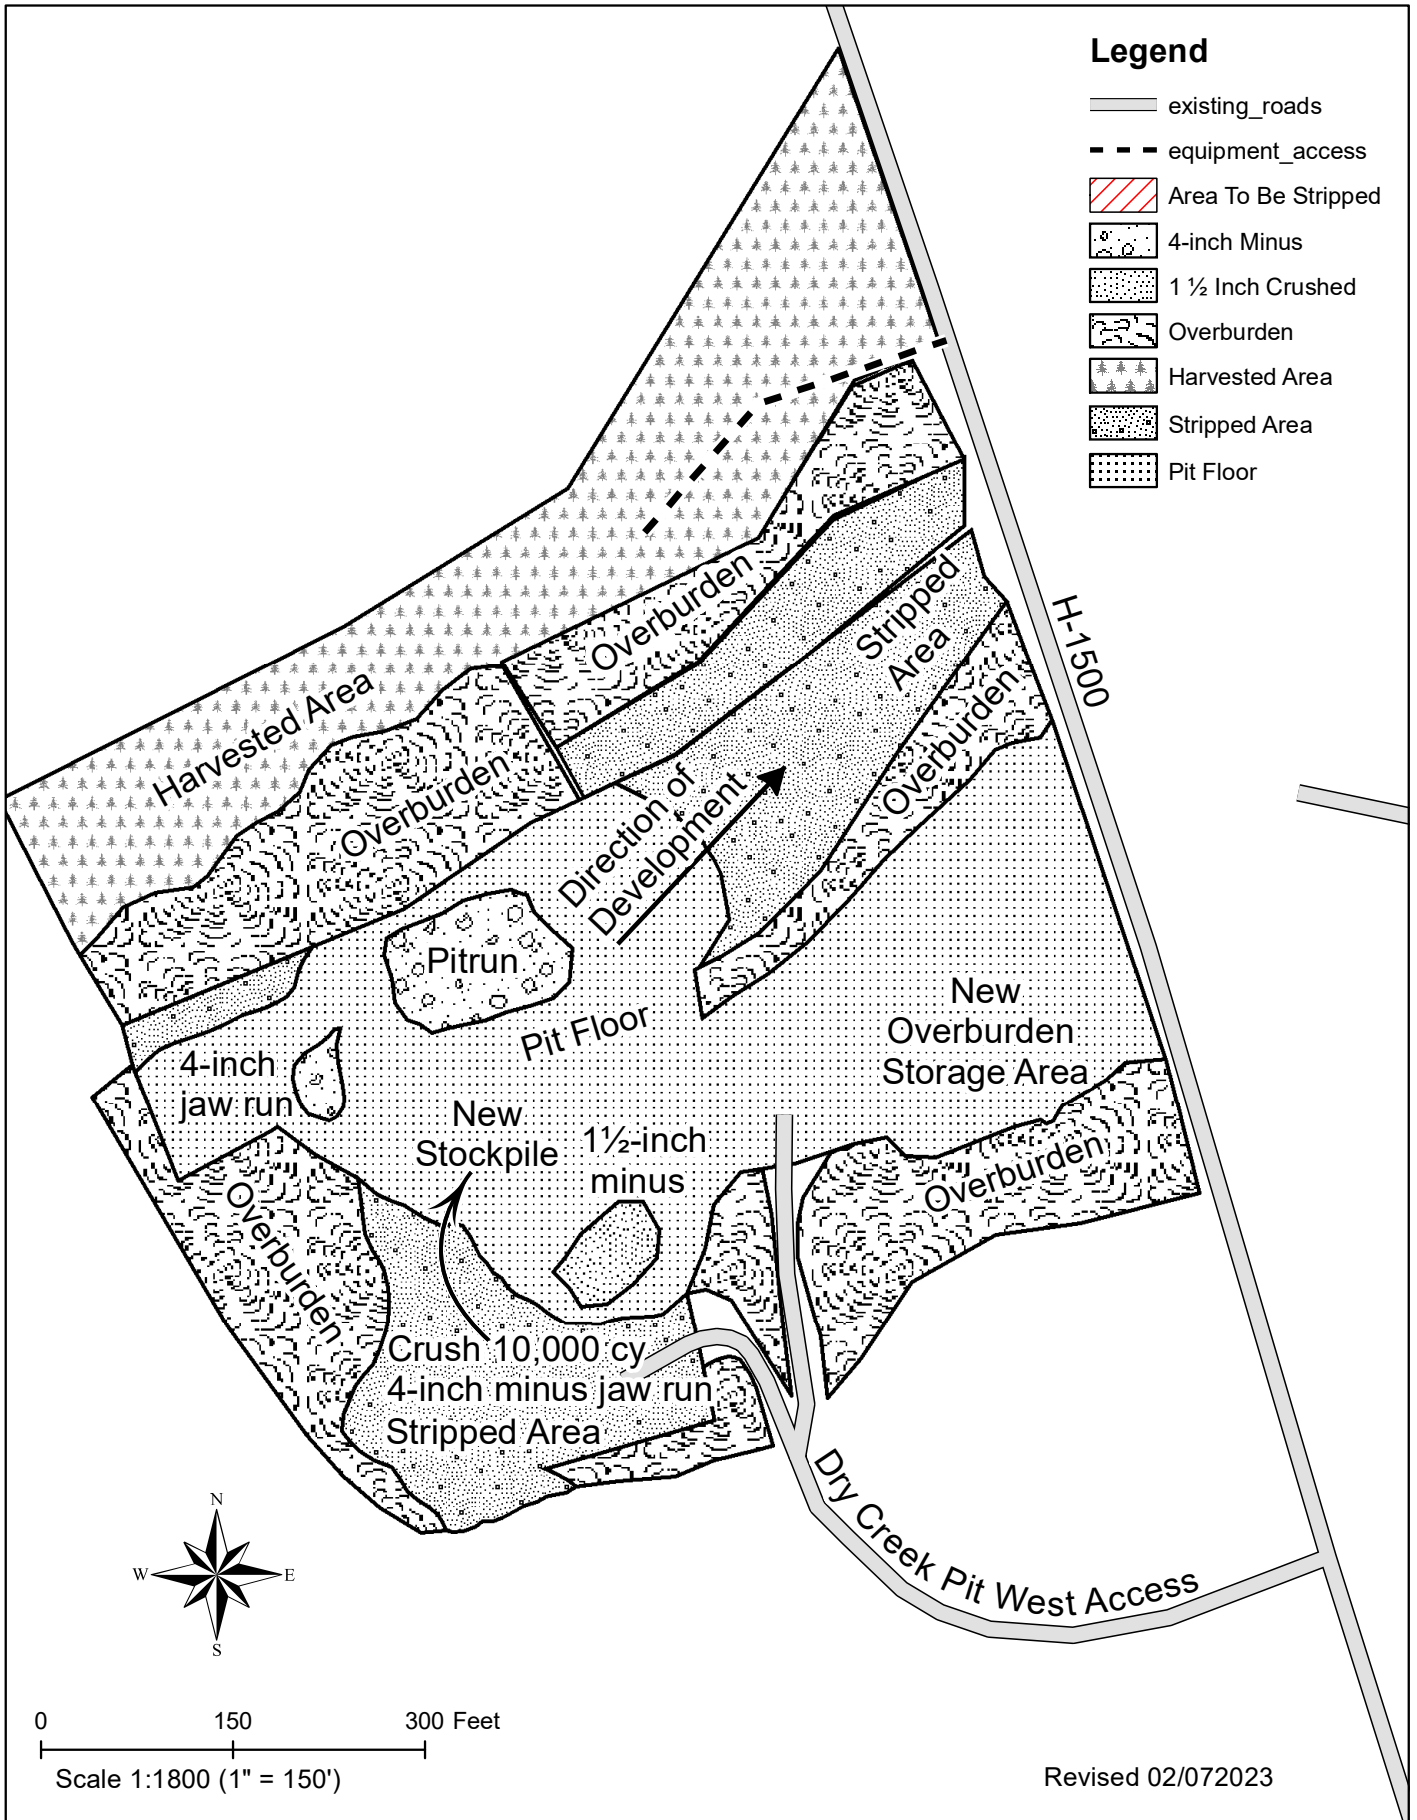 Legend
existing_roads
equipment_access
Area To Be Stripped
4-inch Minus
1 ½ Inch Crushed
Overburden
Harvested Area
Stripped Area
Pit Floor
H-1500
Overburden
Stripped
Area
Overburden
Harvested Area
Overburden
Direction of
Development
Pitrun
Pit Floor
New
Overburden
Storage Area
4-inch
jaw run
New
Stockpile
1½-inch
minus
Overburden
Overburden
Crush 10,000 cy
4-inch minus jaw run
Stripped Area
Dry Creek Pit West Access
N
W
E
S
0 150 300 Feet
Scale 1:1800 (1" = 150')
Revised 02/072023